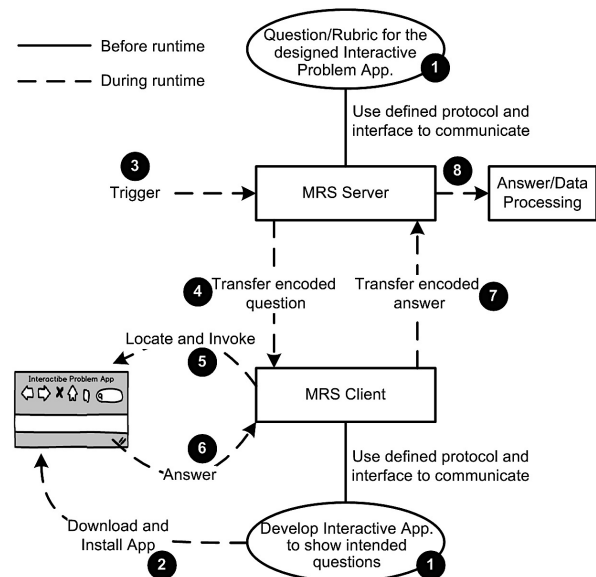 Before runtime
During runtime
Question/Rubric for the
designed Interactive
Problem App.
1
Use defined protocol and
interface to communicate
3
Trigger
MRS Server
8
Answer/Data
Processing
4
Transfer encoded
question
Transfer encoded
answer
7
Locate and Invoke
5
Interactibe Problem App
MRS Client
6
Answer
Use defined protocol and
interface to communicate
Download and
Install App
2
Develop Interactive App.
to show intended
questions
1